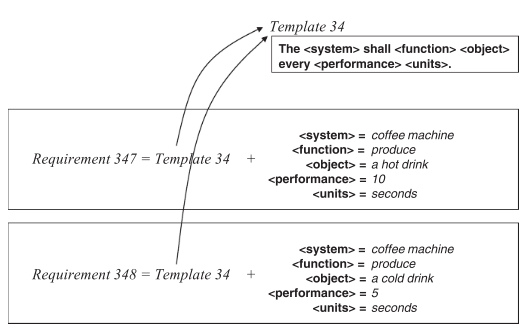 Template 34
The <system> shall <function> <object>
every <performance> <units>.
Requirement 347 = Template 34 +
<system> = coffee machine
<function> = produce
<object> = a hot drink
<performance> = 10
<units> = seconds
Requirement 348 = Template 34 +
<system> = coffee machine
<function> = produce
<object> = a cold drink
<performance> = 5
<units> = seconds